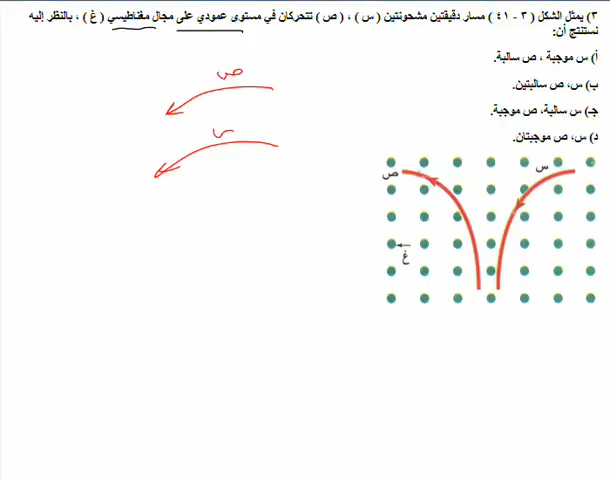 ٣) يمثل الشكل ( ٣ - ٤١ ) مسار دقيقتين مشحونتين ( س ) ، ( ص ) تتحركان في مستوى عمودي على مجال مغناطيسي ( غ ) ، بالنظر إليه
نستنتج أن:
أ) س موجبة ، ص سالبة.
ب) س، ص سالبتين.
جـ) س سالبة، ص موجبة.
د) س، ص موجبتان.
ص
س
س
ص
غ